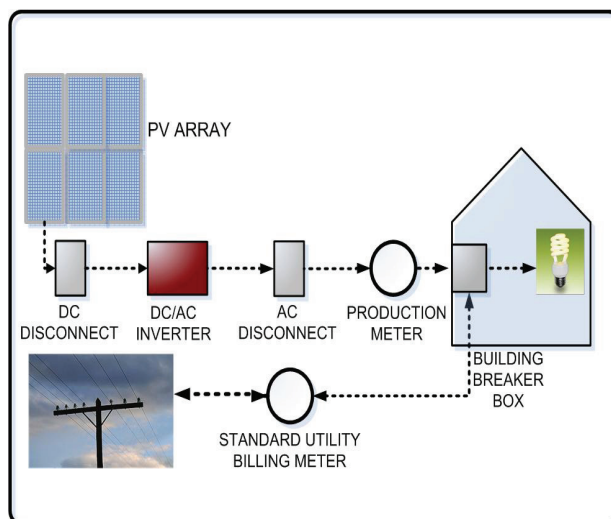 PV ARRAY
DC
DISCONNECT
DC/AC
INVERTER
AC
DISCONNECT
PRODUCTION
METER
BUILDING
BREAKER
BOX
STANDARD UTILITY
BILLING METER